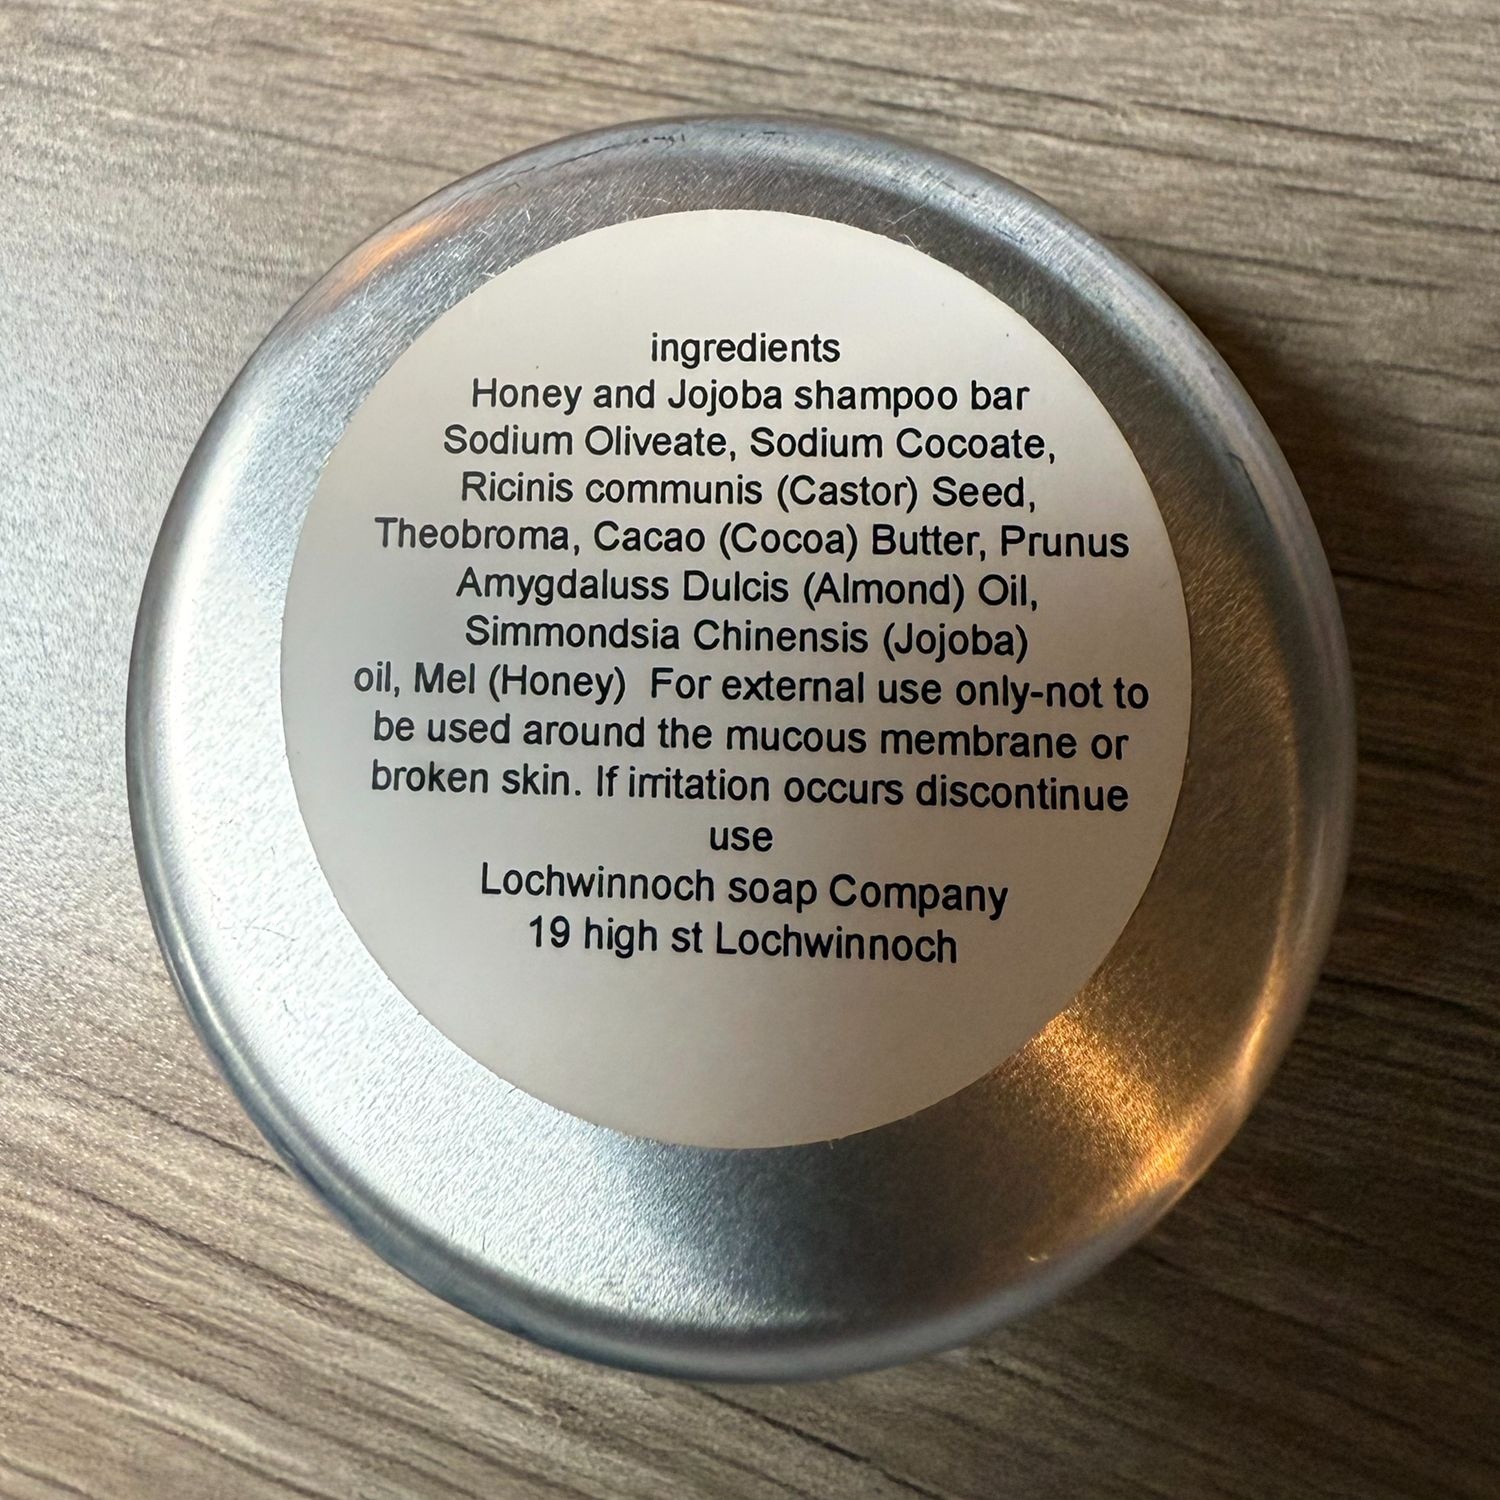 ingredients
Honey and Jojoba shampoo bar
Sodium Oliveate, Sodium Cocoate,
Ricinis communis (Castor) Seed,
Theobroma, Cacao (Cocoa) Butter, Prunus
Amygdaluss Dulcis (Almond) Oil,
Simmondsia Chinensis (Jojoba)
oil, Mel (Honey)  For external use only-not to
be used around the mucous membrane or
broken skin. If irritation occurs discontinue
use
Lochwinnoch soap Company
19 high st Lochwinnoch